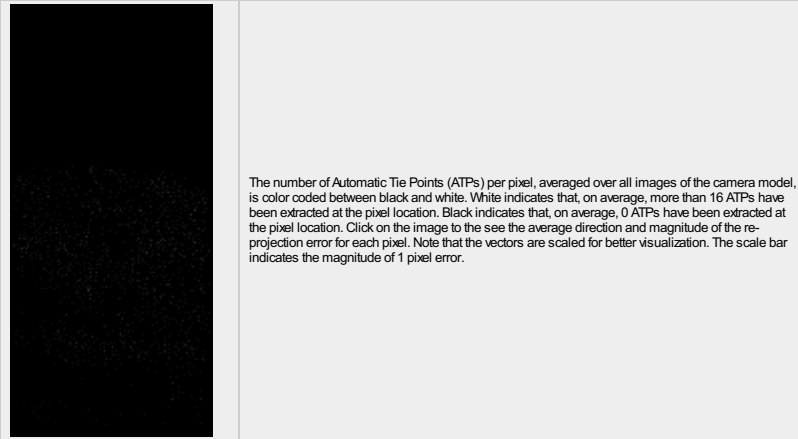 The number of Automatic Tie Points (ATPs) per pixel, averaged over all images of the camera model,
is color coded between black and white. White indicates that, on average, more than 16 ATPs have
been extracted at the pixel location. Black indicates that, on average, 0 ATPs have been extracted at
the pixel location. Click on the image to the see the average direction and magnitude of the re-
projection error for each pixel. Note that the vectors are scaled for better visualization. The scale bar
indicates the magnitude of 1 pixel error.